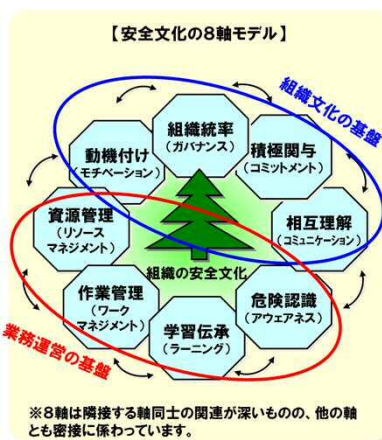 【安全文化の8軸モデル】
組織文化の基盤
組織統率
(ガバナンス)
動機付け
(モチベーション)
積極関与
(コミットメント)
資源管理
(リソース
マネジメント)
相互理解
(コミュニケーション)
組織の安全文化
作業管理
(ワーク
マネジメント)
危険認識
(アウェアネス)
学習伝承
(ラーニング)
業務運営の基盤
※8軸は隣接する軸同士の関連が深いものの、他の軸
とも密接に係わっています。